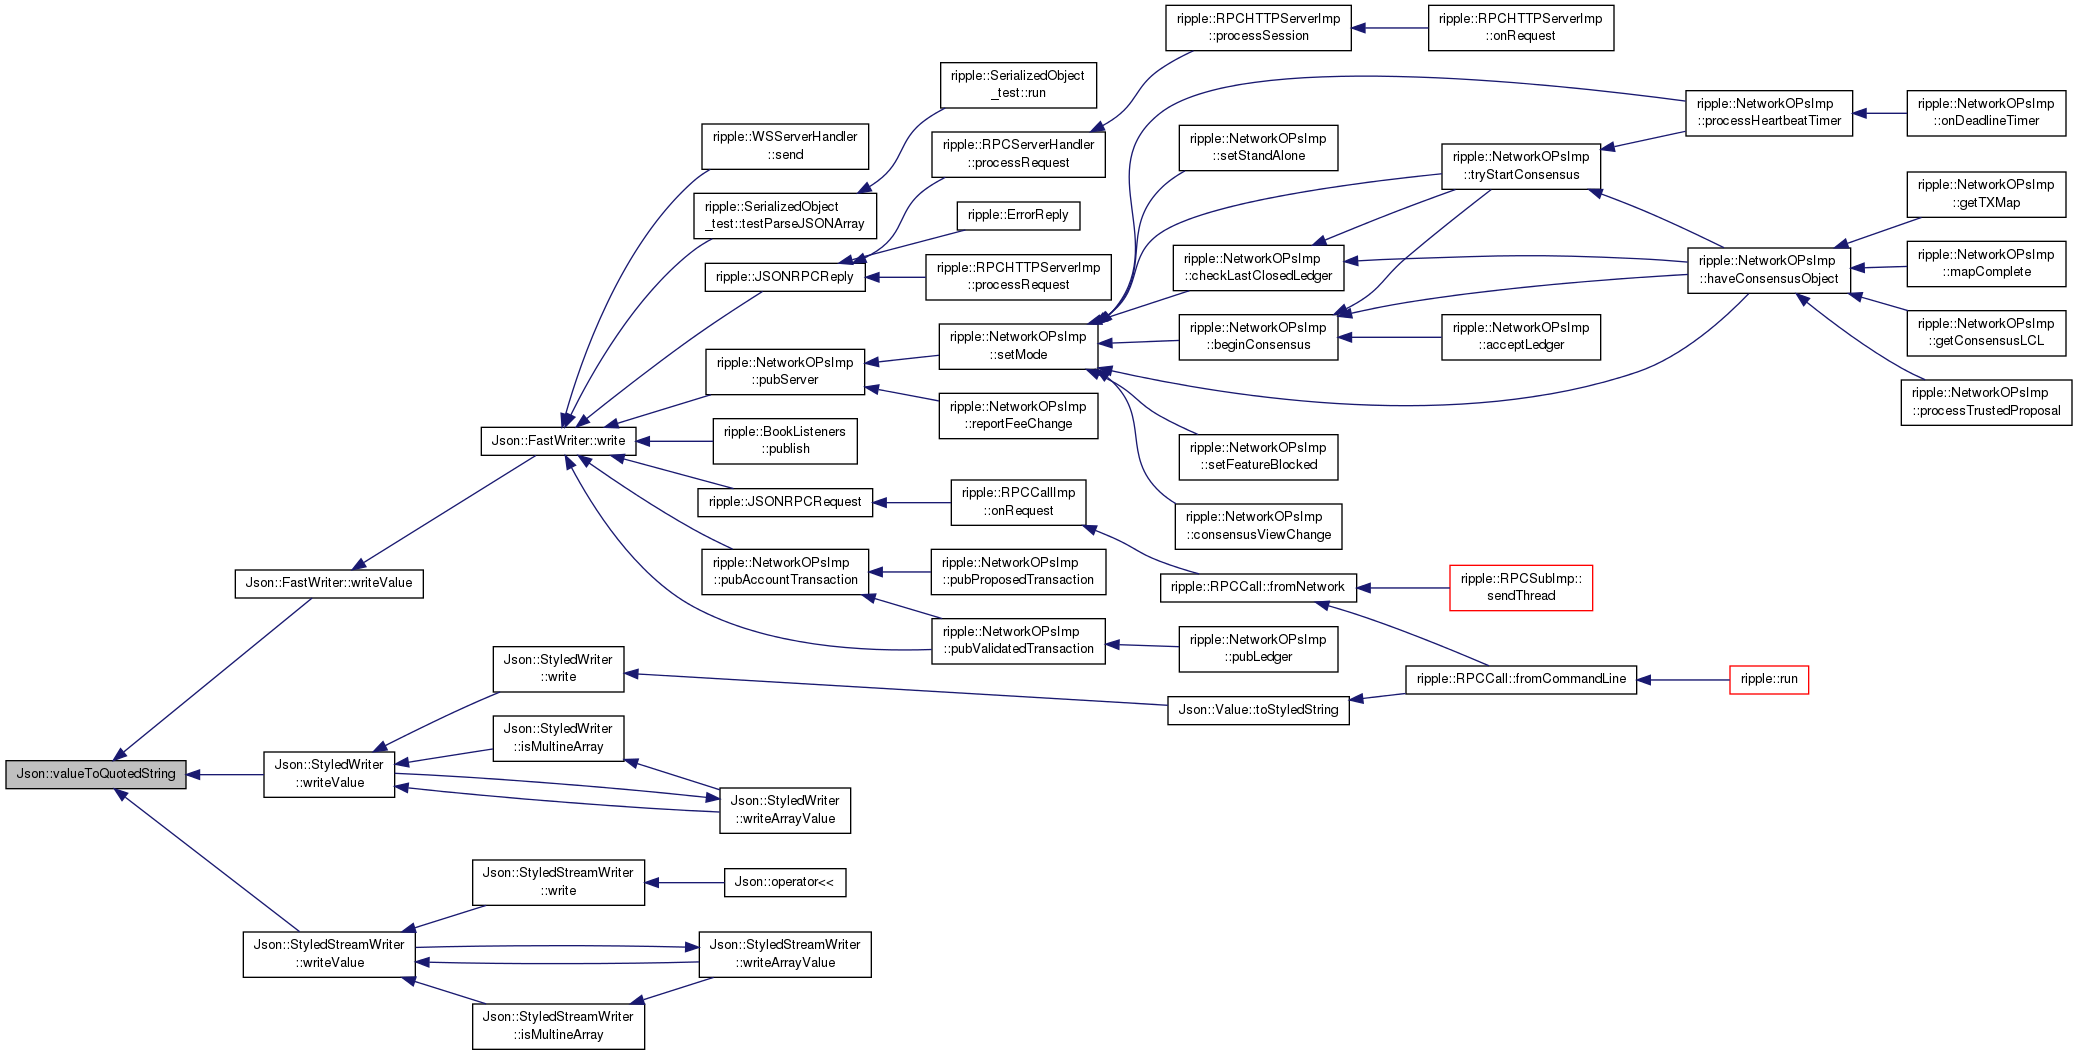 ripple::RPCHTTPServerImp
::processSession
ripple::RPCHTTPServerImp
::onRequest
ripple::SerializedObject
_test::run
ripple::NetworkOPsImp
::processHeartbeatTimer
ripple::NetworkOPsImp
::onDeadlineTimer
ripple::WSServerHandler
::send
ripple::RPCServerHandler
::processRequest
ripple::NetworkOPsImp
::setStandAlone
ripple::NetworkOPsImp
::tryStartConsensus
ripple::NetworkOPsImp
::getTXMap
ripple::SerializedObject
_test::testParseJSONArray
ripple::ErrorReply
ripple::JSONRPCReply
ripple::RPCHTTPServerImp
::processRequest
ripple::NetworkOPsImp
::checkLastClosedLedger
ripple::NetworkOPsImp
::haveConsensusObject
ripple::NetworkOPsImp
::mapComplete
ripple::NetworkOPsImp
::pubServer
ripple::NetworkOPsImp
::setMode
ripple::NetworkOPsImp
::beginConsensus
ripple::NetworkOPsImp
::acceptLedger
ripple::NetworkOPsImp
::getConsensusLCL
ripple::NetworkOPsImp
::processTrustedProposal
ripple::NetworkOPsImp
::reportFeeChange
Json::FastWriter::write
ripple::BookListeners
::publish
ripple::NetworkOPsImp
::setFeatureBlocked
ripple::JSONRPCRequest
ripple::RPCCallImp
::onRequest
ripple::NetworkOPsImp
::consensusViewChange
Json::FastWriter::writeValue
ripple::NetworkOPsImp
::pubAccountTransaction
ripple::NetworkOPsImp
::pubProposedTransaction
ripple::RPCCall::fromNetwork
ripple::RPCSubImp::
sendThread
ripple::NetworkOPsImp
::pubValidatedTransaction
ripple::NetworkOPsImp
::pubLedger
Json::StyledWriter
::write
ripple::RPCCall::fromCommandLine
ripple::run
Json::Value::toStyledString
Json::StyledWriter
::isMultineArray
Json::valueToQuotedString
Json::StyledWriter
::writeValue
Json::StyledWriter
::writeArrayValue
Json::StyledStreamWriter
::write
Json::operator<<
Json::StyledStreamWriter
::writeValue
Json::StyledStreamWriter
::writeArrayValue
Json::StyledStreamWriter
::isMultineArray